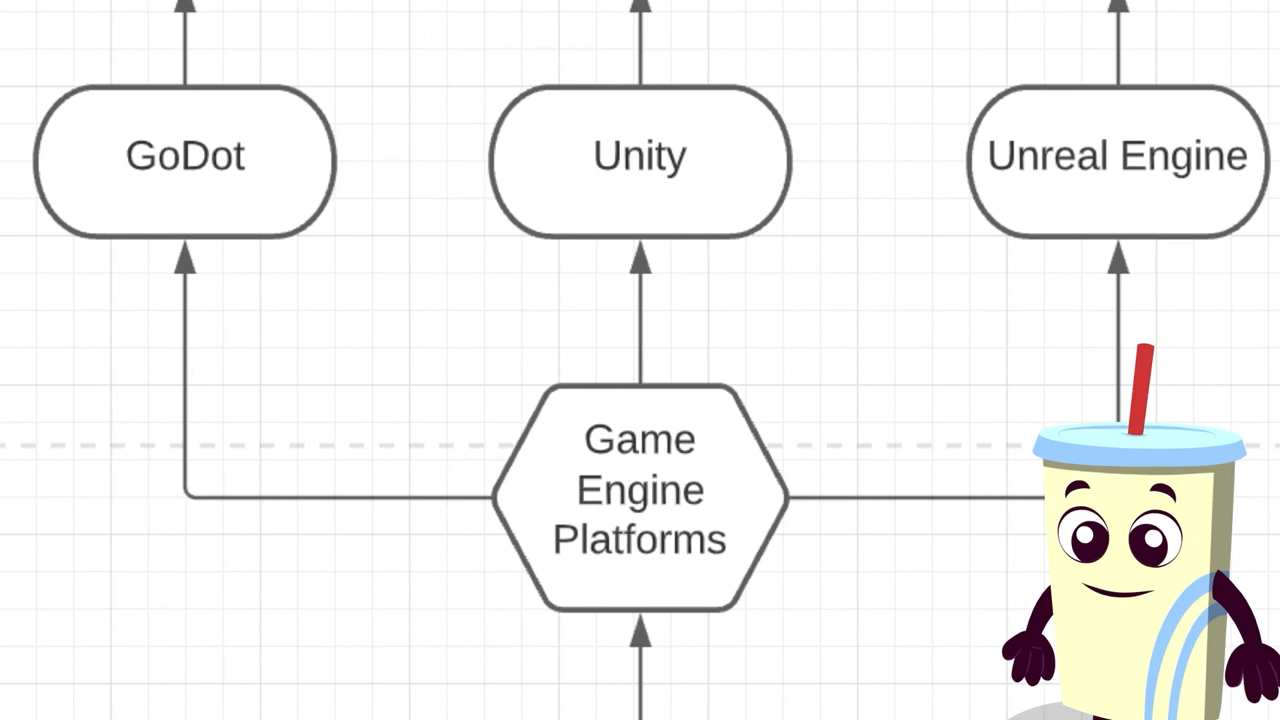 GoDot
Unity
Unreal Engine
Game
Engine
Platforms